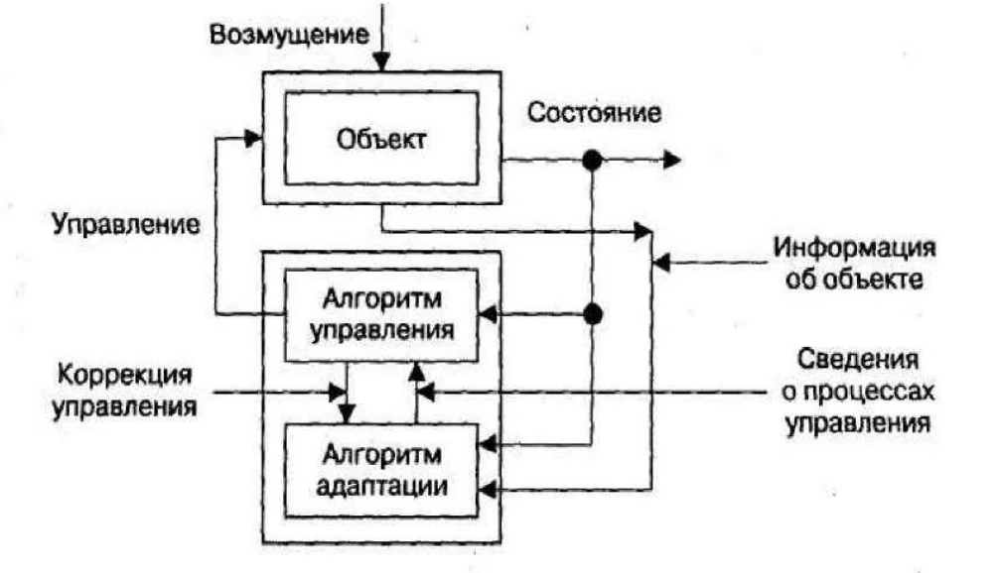 Возмущение
Объект
Состояние
Управление
Информация
об объекте
Алгоритм
управления
Коррекция
управления
Сведения
о процессах
управления
Алгоритм
адаптации